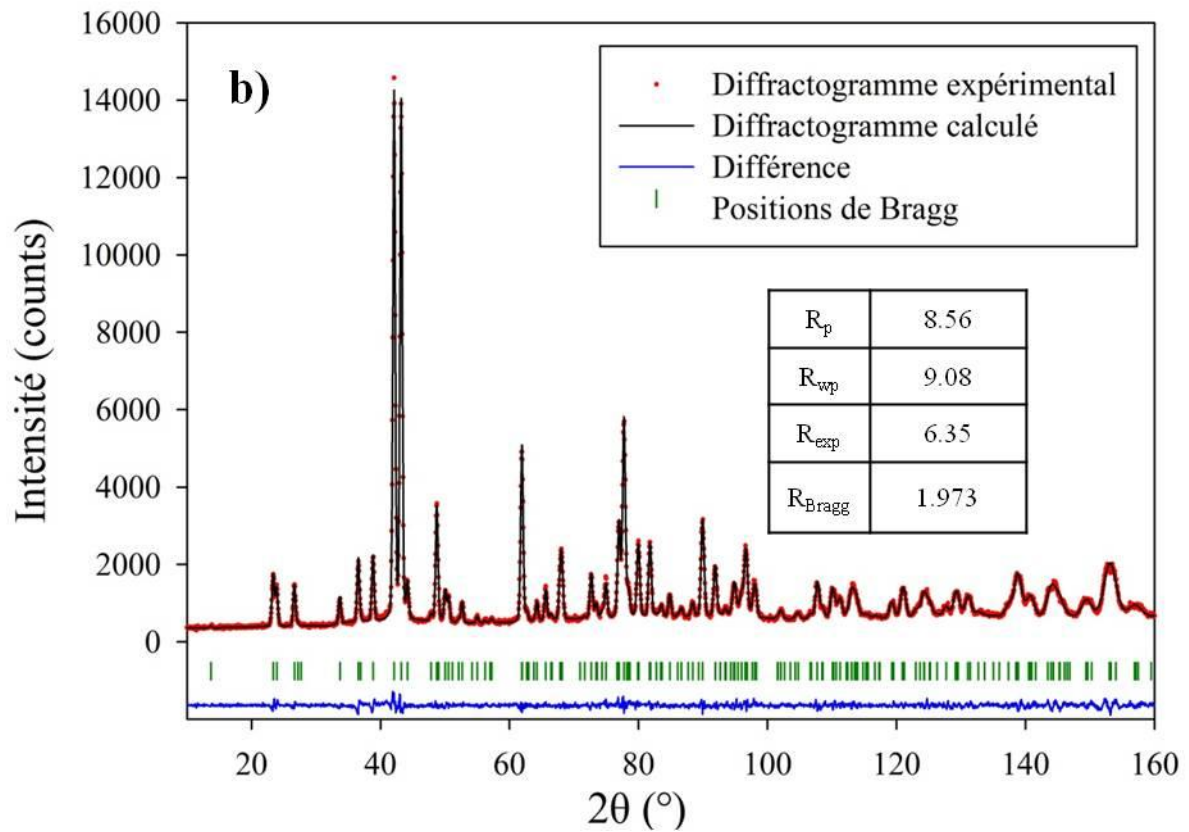 b)
Diffractogramme expérimental
Diffractogramme calculé
Différence
Positions de Bragg
Rp 8.56
Rwp 9.08
Rexp 6.35
RBragg 1.973
Intensité (counts)
16000
14000
12000
10000
8000
6000
4000
2000
0
20 40 60 80 100 120 140 160
2θ (°)